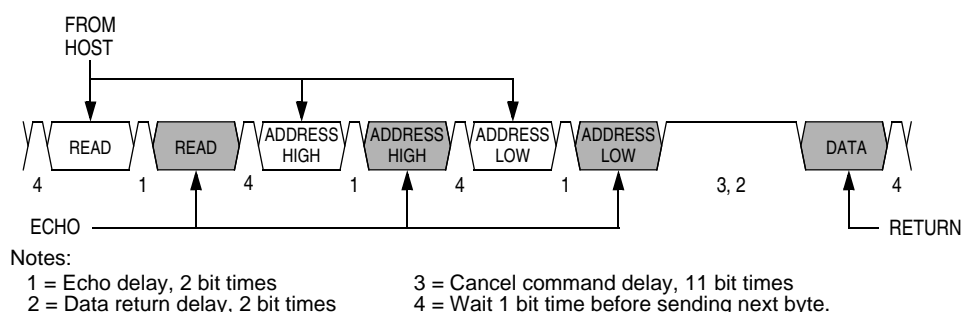 FROM
HOST
READ
READ
ADDRESS
HIGH
ADDRESS
HIGH
ADDRESS
LOW
ADDRESS
LOW
DATA
4
1
4
1
4
1
3, 2
4
ECHO
RETURN
Notes:
1 = Echo delay, 2 bit times
2 = Data return delay, 2 bit times
3 = Cancel command delay, 11 bit times
4 = Wait 1 bit time before sending next byte.